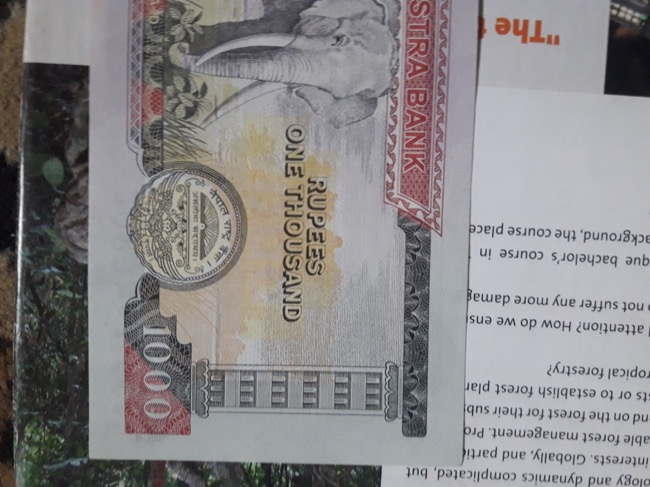 STRA BANK
RUPEES
ONE THOUSAND
1000
ology and dynamics complicated, but
interests. Globally, and parti
able forest management. Pro
nd on the forest for their subs
ts or to establish forest plan
ropical forestry?
attention? How do we ens
not suffer any more damag
que bachelor's course in
ackground, the course place
"The